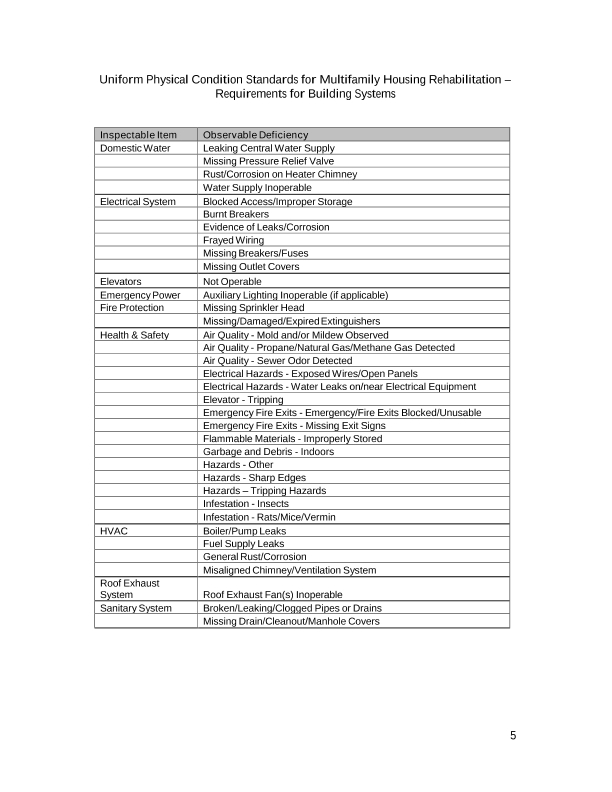 Uniform Physical Condition Standards for Multifamily Housing Rehabilitation –
Requirements for Building Systems
Inspectable Item Observable Deficiency
Domestic Water Leaking Central Water Supply
Missing Pressure Relief Valve
Rust/Corrosion on Heater Chimney
Water Supply Inoperable
Electrical System Blocked Access/Improper Storage
Burnt Breakers
Evidence of Leaks/Corrosion
Frayed Wiring
Missing Breakers/Fuses
Missing Outlet Covers
Elevators Not Operable
Emergency Power Auxiliary Lighting Inoperable (if applicable)
Fire Protection Missing Sprinkler Head
Missing/Damaged/Expired Extinguishers
Health & Safety Air Quality - Mold and/or Mildew Observed
Air Quality - Propane/Natural Gas/Methane Gas Detected
Air Quality - Sewer Odor Detected
Electrical Hazards - Exposed Wires/Open Panels
Electrical Hazards - Water Leaks on/near Electrical Equipment
Elevator - Tripping
Emergency Fire Exits - Emergency/Fire Exits Blocked/Unusable
Emergency Fire Exits - Missing Exit Signs
Flammable Materials - Improperly Stored
Garbage and Debris - Indoors
Hazards - Other
Hazards - Sharp Edges
Hazards – Tripping Hazards
Infestation - Insects
Infestation - Rats/Mice/Vermin
HVAC Boiler/Pump Leaks
Fuel Supply Leaks
General Rust/Corrosion
Misaligned Chimney/Ventilation System
Roof Exhaust
System Roof Exhaust Fan(s) Inoperable
Sanitary System Broken/Leaking/Clogged Pipes or Drains
Missing Drain/Cleanout/Manhole Covers
5